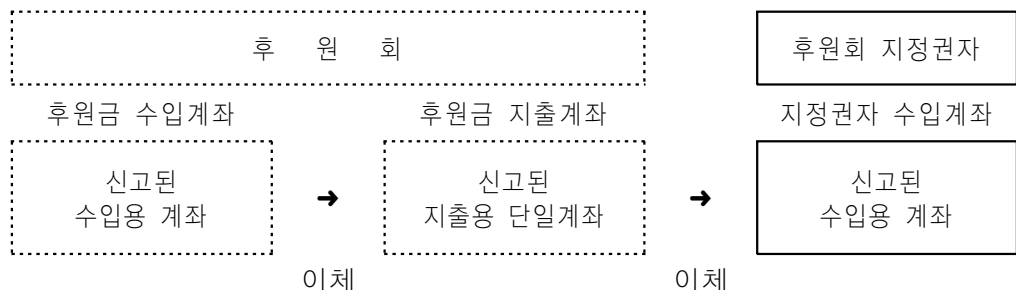 후 원 회
후원회 지정권자
후원금 수입계좌
후원금 지출계좌
지정권자 수입계좌
신고된
수입용 계좌
➜
신고된
지출용 단일계좌
➜
신고된
수입용 계좌
이체
이체